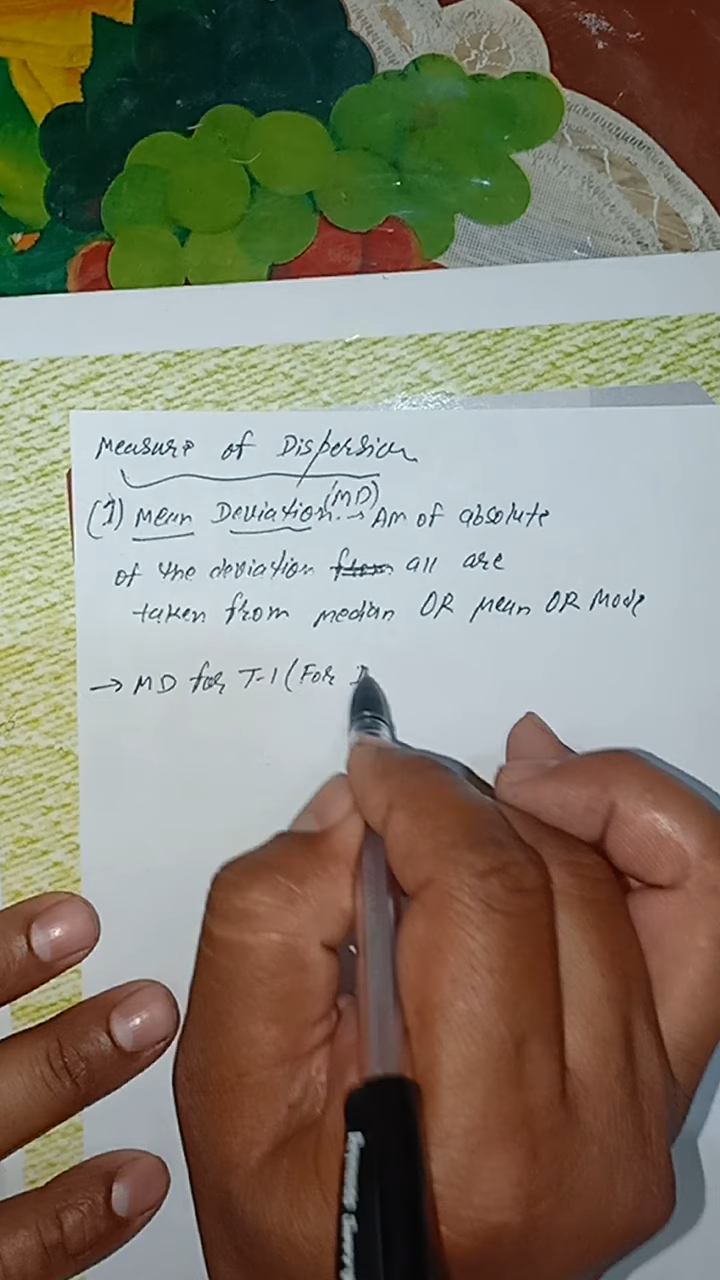 Measure of Dispersion
(1) Mean Deviation (MD) → AM of absolute
of the deviation all are
taken from median OR Mean OR Mode
→ MD for T-1 (For